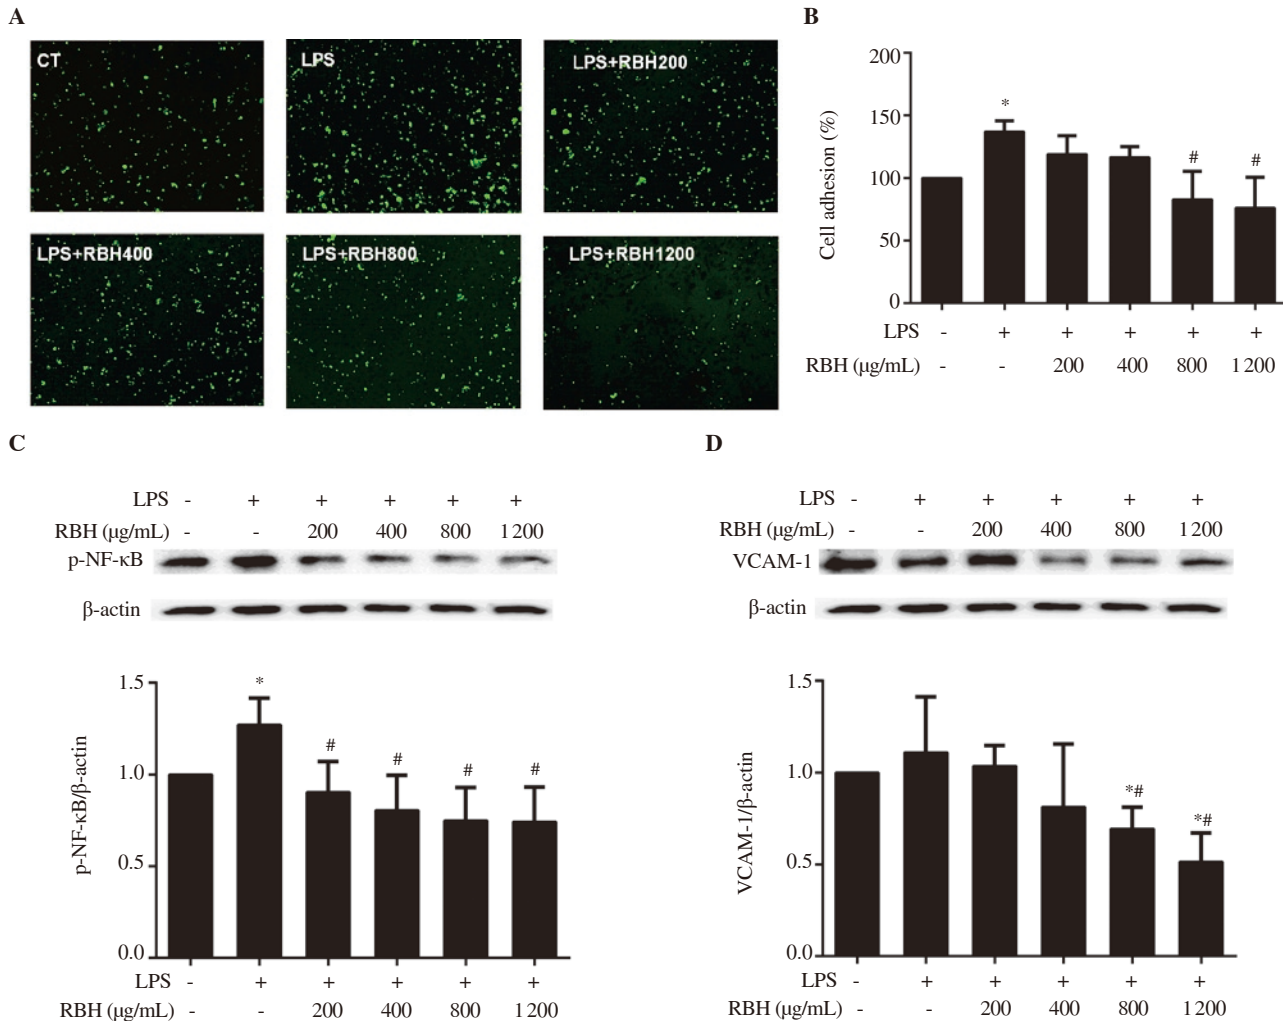 A
CT
LPS
LPS+RBH200
LPS+RBH400
LPS+RBH800
LPS+RBH1200
B
Cell adhesion (%)
200
150
100
50
0
*
#
#
LPS - + + + + +
RBH (μg/mL) - - 200 400 800 1 200
C
LPS - + + + + +
RBH (μg/mL) - - 200 400 800 1 200
p-NF-κB
β-actin
p-NF-κB/β-actin
1.5
1.0
0.5
0.0
*
#
#
#
#
LPS - + + + + +
RBH (μg/mL) - - 200 400 800 1 200
D
LPS - + + + + +
RBH (μg/mL) - - 200 400 800 1 200
VCAM-1
β-actin
VCAM-1/β-actin
1.5
1.0
0.5
0.0
*#
*#
LPS - + + + + +
RBH (μg/mL) - - 200 400 800 1 200